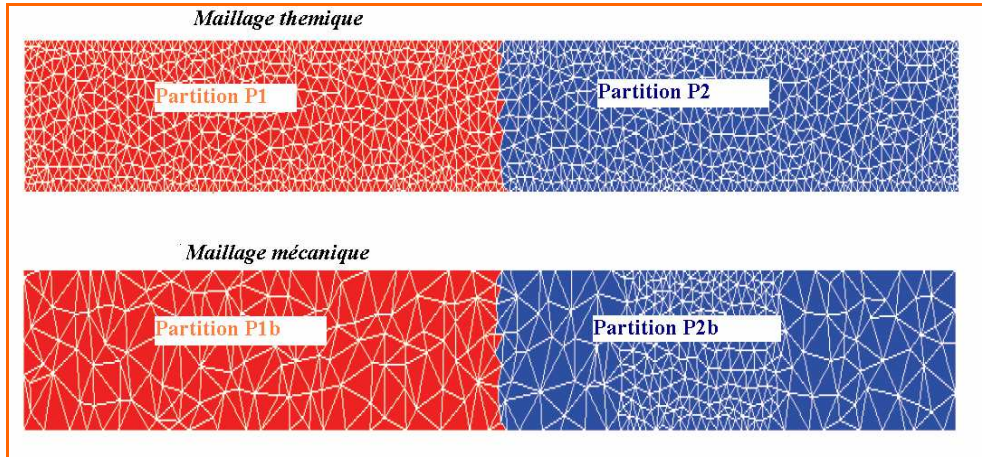 Maillage themique
Partition P1
Partition P2
Maillage mécanique
Partition P1b
Partition P2b